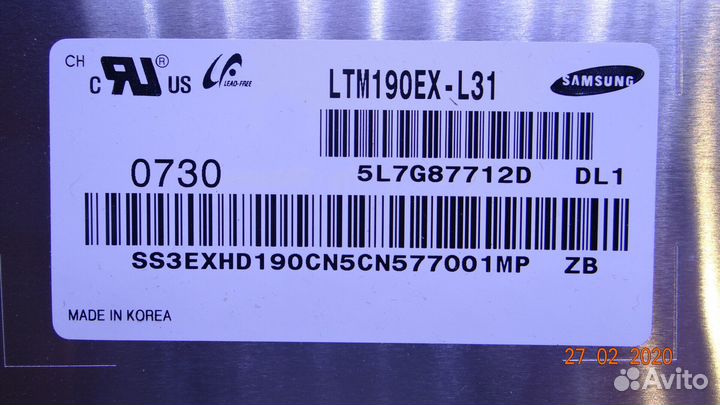 CH
C RU ® US LEAD-FREE LTM190EX-L31 SAMSUNG
0730 5L7G87712D DL1
SS3EXHD190CN5CN577001MP ZB
MADE IN KOREA
27 02 2020
Avito